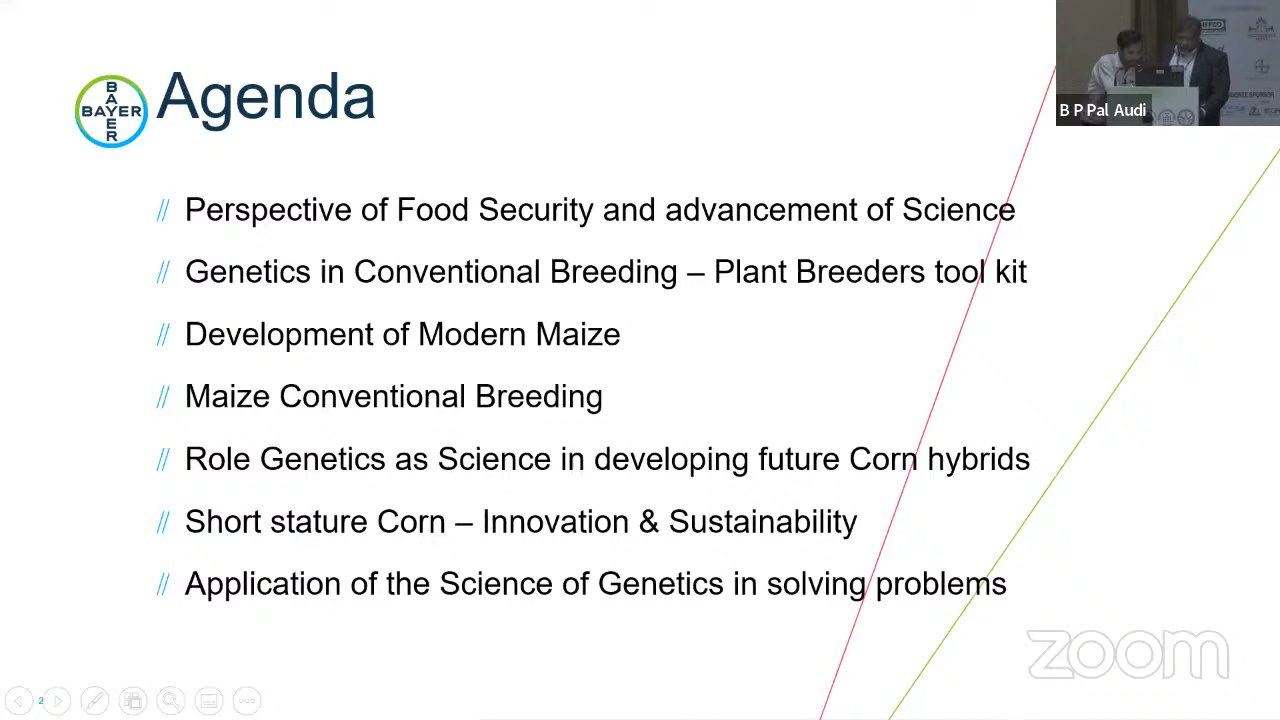 Agenda
BAYER
BAYER
// Perspective of Food Security and advancement of Science
// Genetics in Conventional Breeding – Plant Breeders tool kit
// Development of Modern Maize
// Maize Conventional Breeding
// Role Genetics as Science in developing future Corn hybrids
// Short stature Corn – Innovation & Sustainability
// Application of the Science of Genetics in solving problems
B P Pal Audi
zoom
2